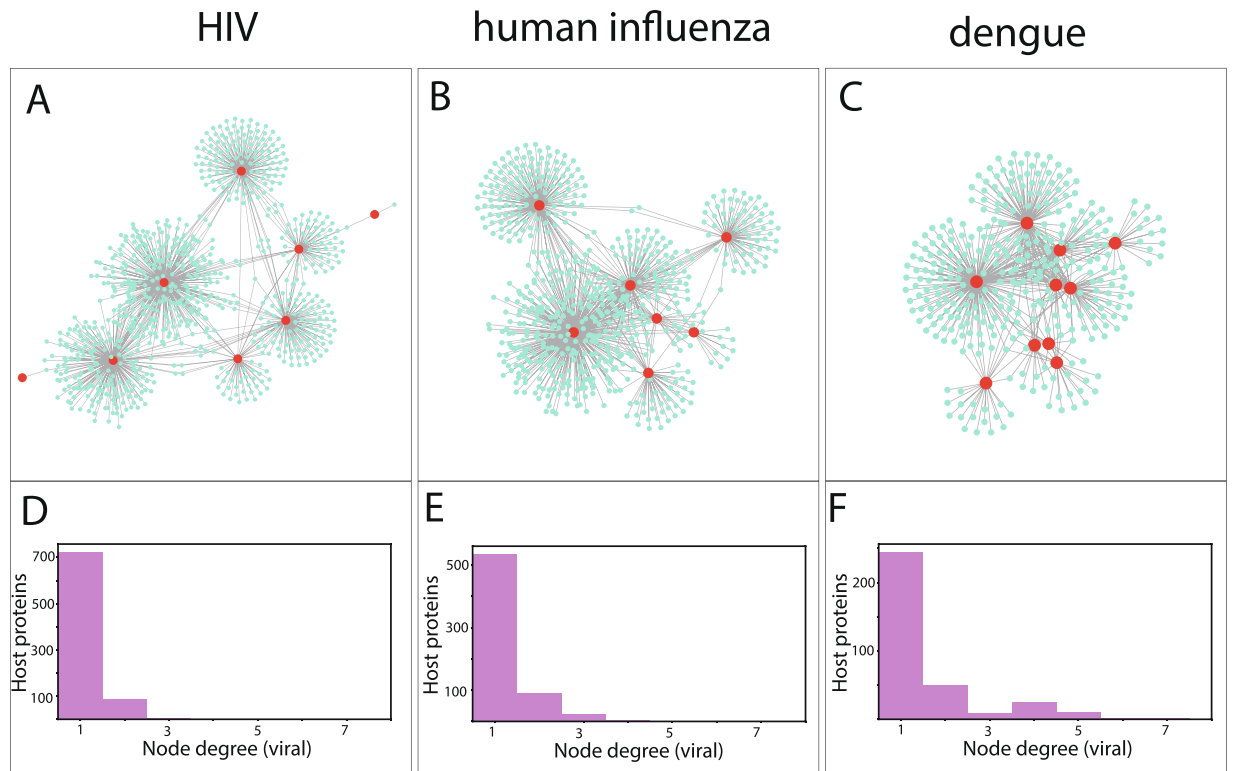 HIV
human influenza
dengue
A
B
C
D
E
F
Host proteins
700
500
300
100
1
3
5
7
Node degree (viral)
Host proteins
500
300
100
1
3
5
7
Node degree (viral)
Host proteins
200
100
1
3
5
7
Node degree (viral)